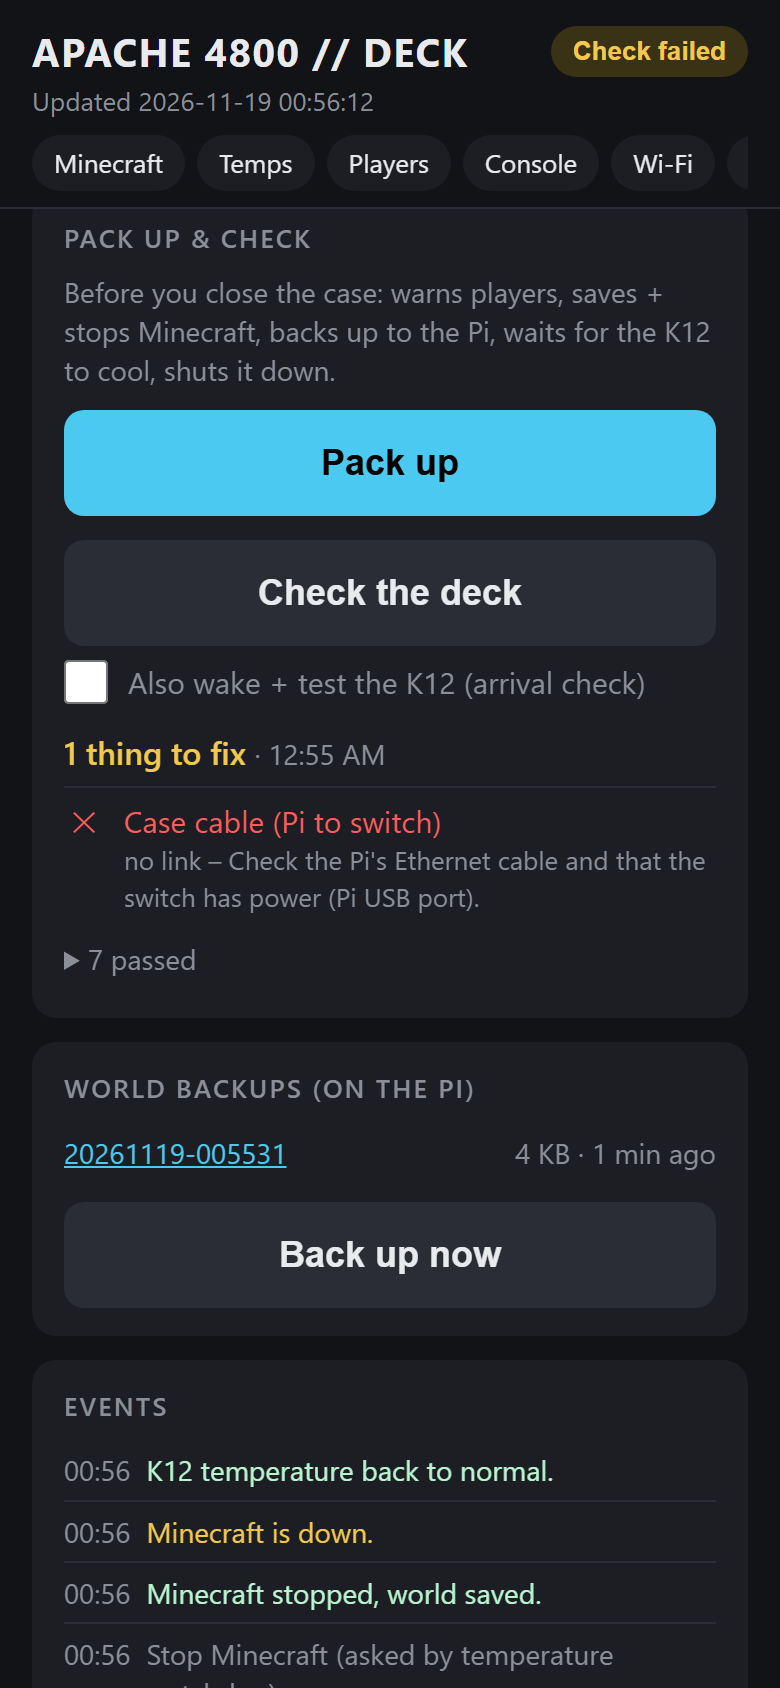 APACHE 4800 // DECK
Check failed
Updated 2026-11-19 00:56:12
Minecraft
Temps
Players
Console
Wi-Fi
PACK UP & CHECK
Before you close the case: warns players, saves +
stops Minecraft, backs up to the Pi, waits for the K12
to cool, shuts it down.
Pack up
Check the deck
Also wake + test the K12 (arrival check)
1 thing to fix · 12:55 AM
Case cable (Pi to switch)
no link – Check the Pi's Ethernet cable and that the
switch has power (Pi USB port).
7 passed
WORLD BACKUPS (ON THE PI)
20261119-005531 4 KB · 1 min ago
Back up now
EVENTS
00:56 K12 temperature back to normal.
00:56 Minecraft is down.
00:56 Minecraft stopped, world saved.
00:56 Stop Minecraft (asked by temperature